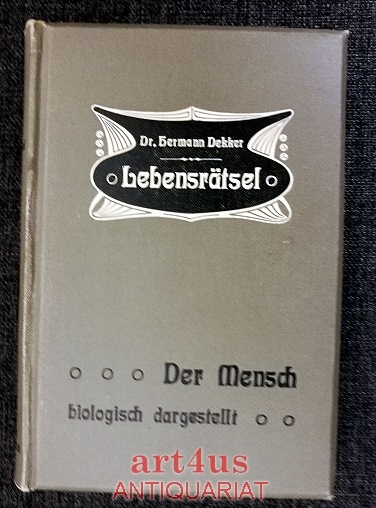 Dr. Hermann Dekker
Lebensrätsel
Der Mensch
biologisch dargestellt
art4us
ANTIQUARIAT